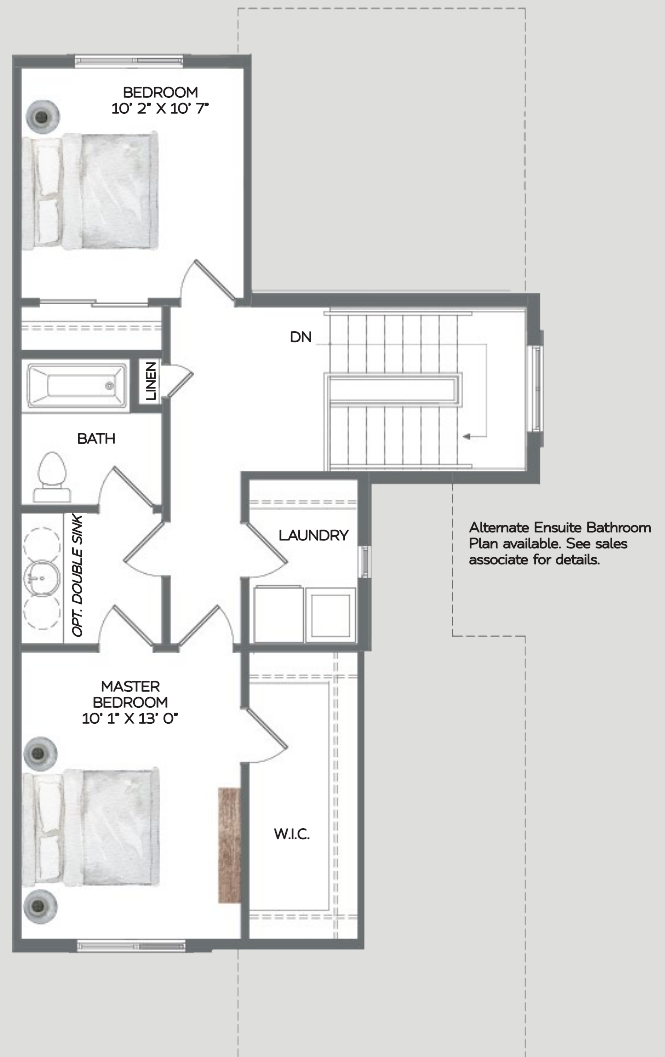 BEDROOM
10' 2" X 10' 7"
DN
LINEN
BATH
LAUNDRY
OPT. DOUBLE SINK
Alternate Ensuite Bathroom
Plan available. See sales
associate for details.
MASTER
BEDROOM
10' 1" X 13' 0"
W.I.C.